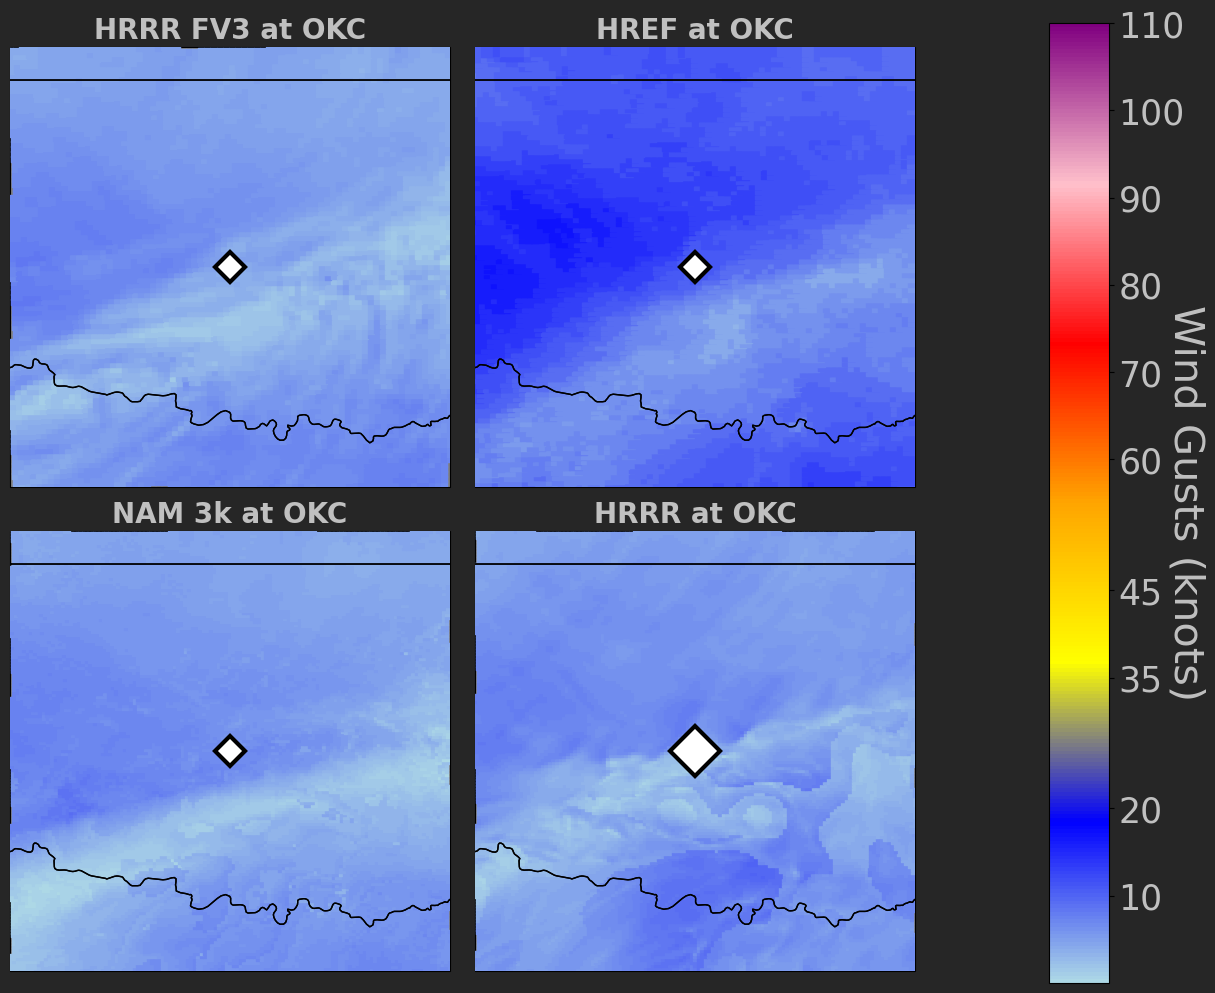 HRRR FV3 at OKC
HREF at OKC
NAM 3k at OKC
HRRR at OKC
110
100
90
80
70
60
45
35
20
10
Wind Gusts (knots)